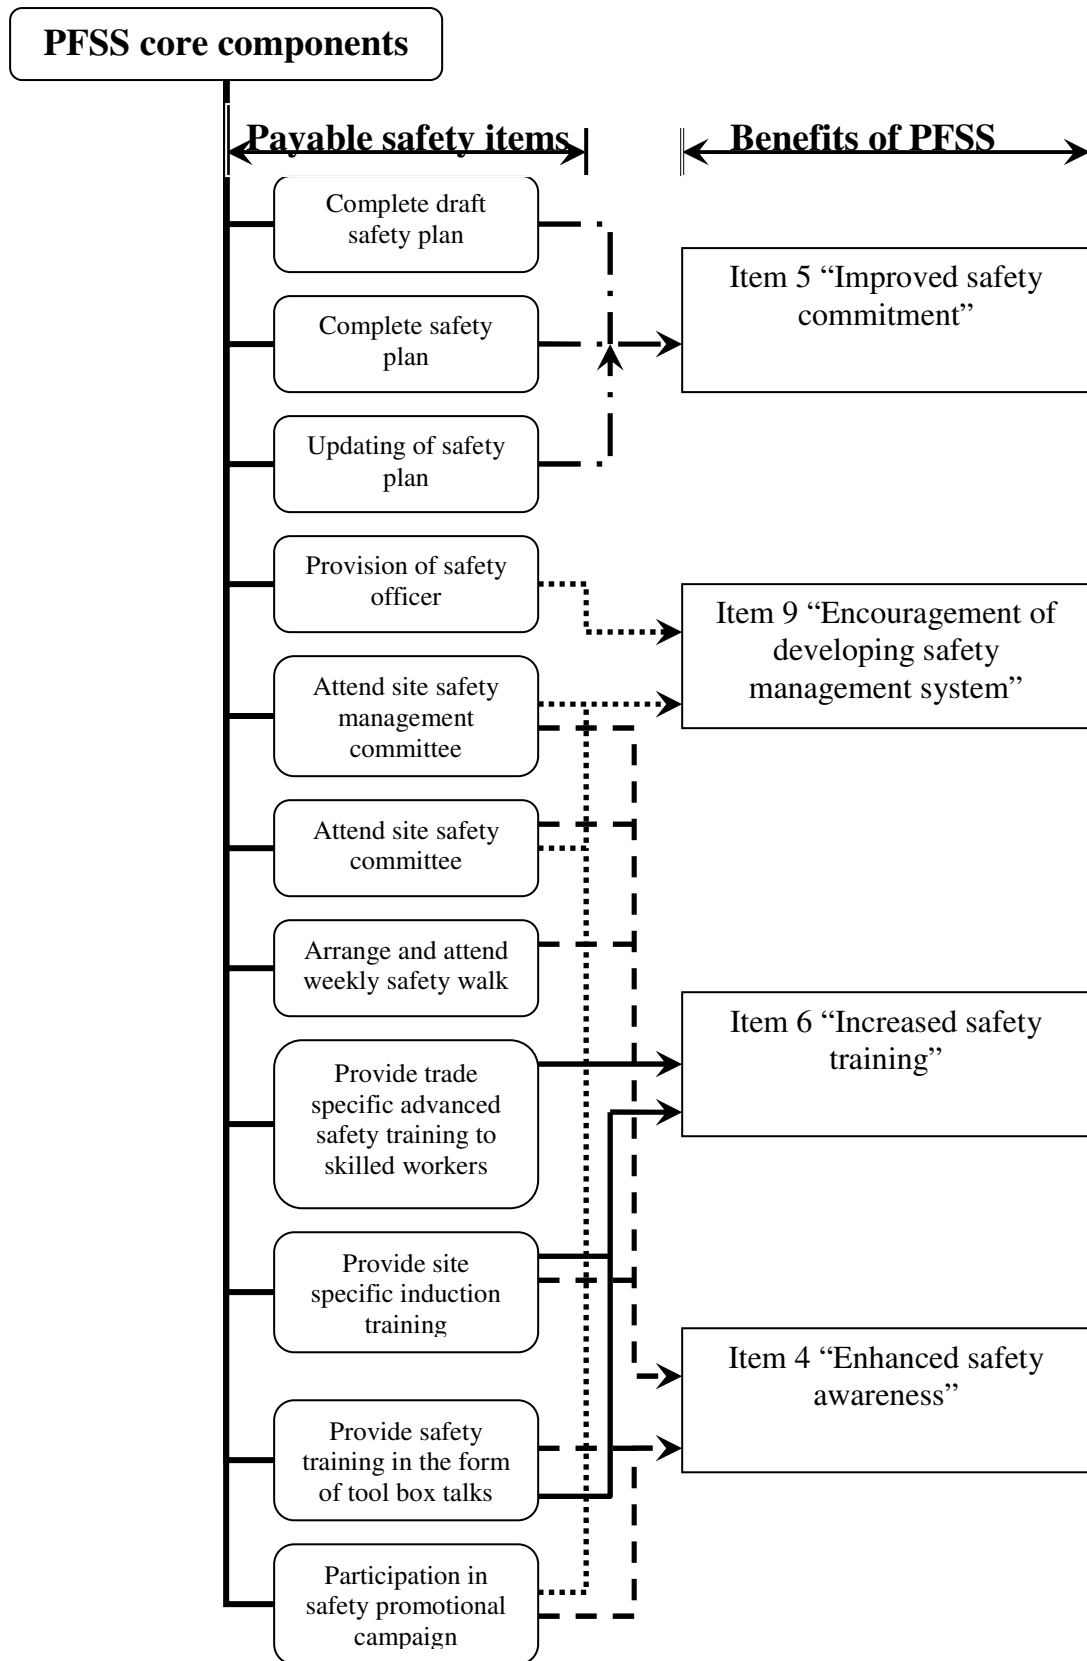 PFSS core components
Payable safety items
Benefits of PFSS
Complete draft
safety plan
Item 5 “Improved safety
commitment”
Complete safety
plan
Updating of safety
plan
Provision of safety
officer
Item 9 “Encouragement of
developing safety
management system”
Attend site safety
management
committee
Attend site safety
committee
Arrange and attend
weekly safety walk
Item 6 “Increased safety
training”
Provide trade
specific advanced
safety training to
skilled workers
Provide site
specific induction
training
Item 4 “Enhanced safety
awareness”
Provide safety
training in the form
of tool box talks
Participation in
safety promotional
campaign